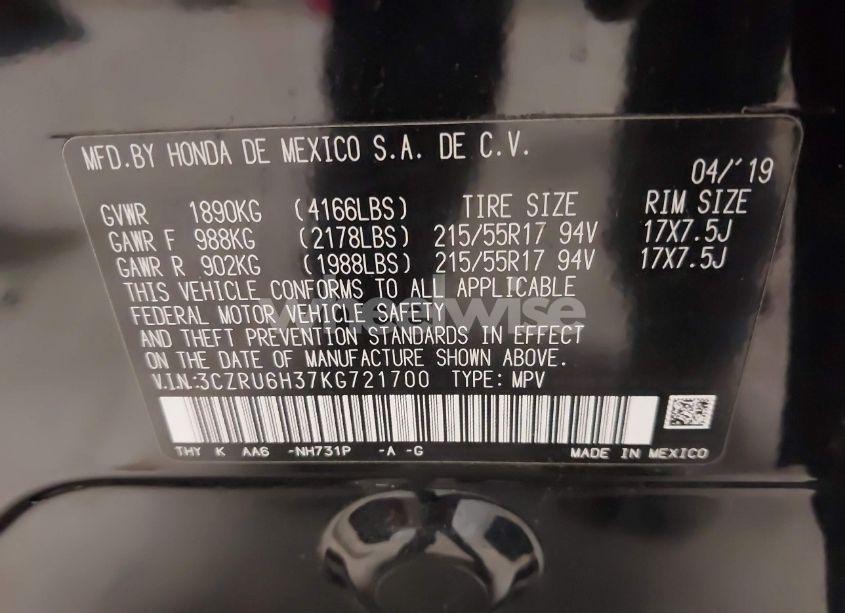 MFD.BY HONDA DE MEXICO S.A. DE C.V.
04/'19
GVWR 1890KG (4166LBS) TIRE SIZE RIM SIZE
GAWR F 988KG (2178LBS) 215/55R17 94V 17X7.5J
GAWR R 902KG (1988LBS) 215/55R17 94V 17X7.5J
THIS VEHICLE CONFORMS TO ALL APPLICABLE
FEDERAL MOTOR VEHICLE SAFETY
AND THEFT PREVENTION STANDARDS IN EFFECT
ON THE DATE OF MANUFACTURE SHOWN ABOVE.
V.I.N:3CZRU6H37KG721700 TYPE: MPV
THY K AA6 -NH731P -A -G MADE IN MEXICO
wheelwise